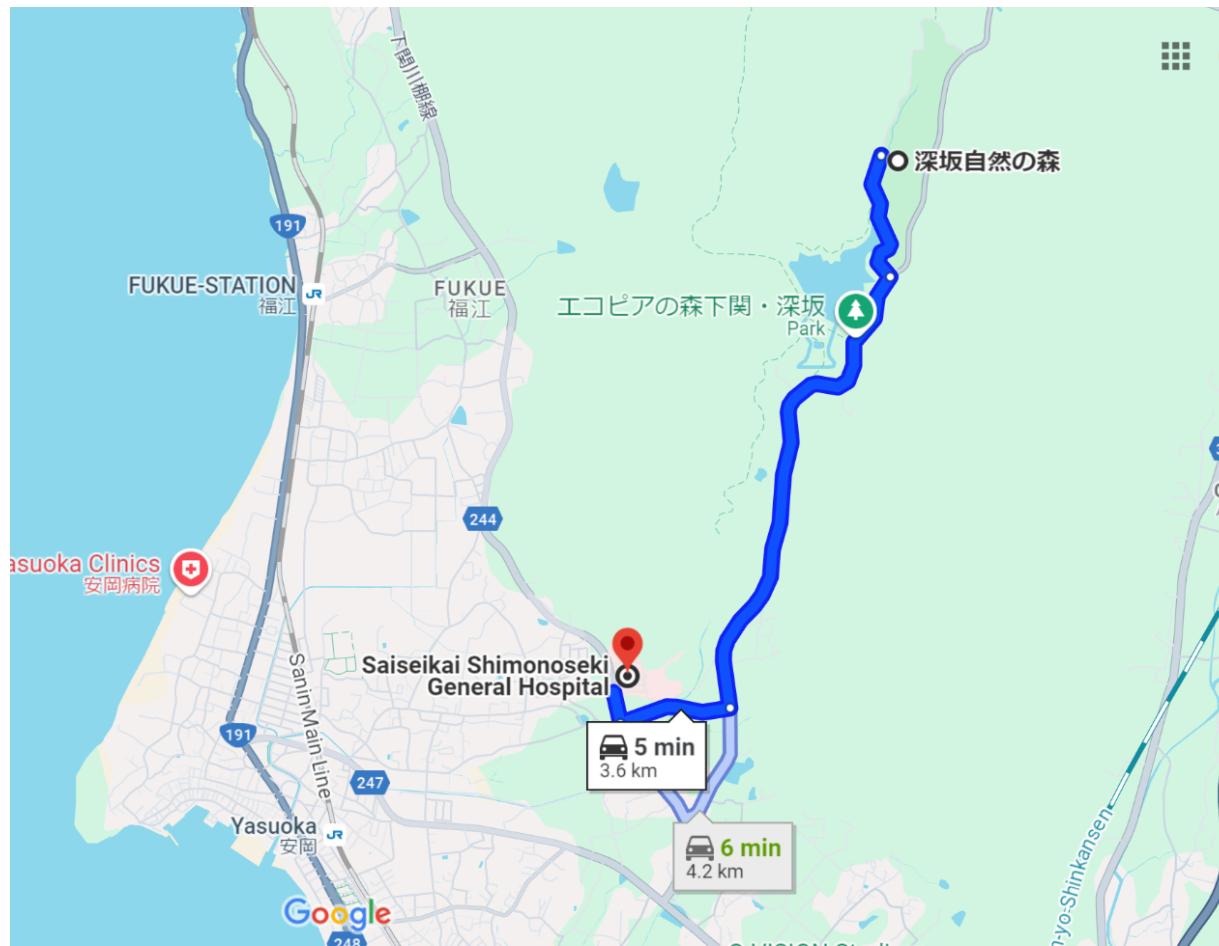 下関川棚線
深坂自然の森
191
FUKUE-STATION
福江
JR
FUKUE
福江
エコピアの森下関・深坂
Park
244
asuoka Clinics
安岡病院
Saiseikai Shimonoseki
General Hospital
Sanin Main Line
5 min
3.6 km
191
247
6 min
4.2 km
Yasuoka
安岡
JR
n-yo-Shinkansen
Google
248